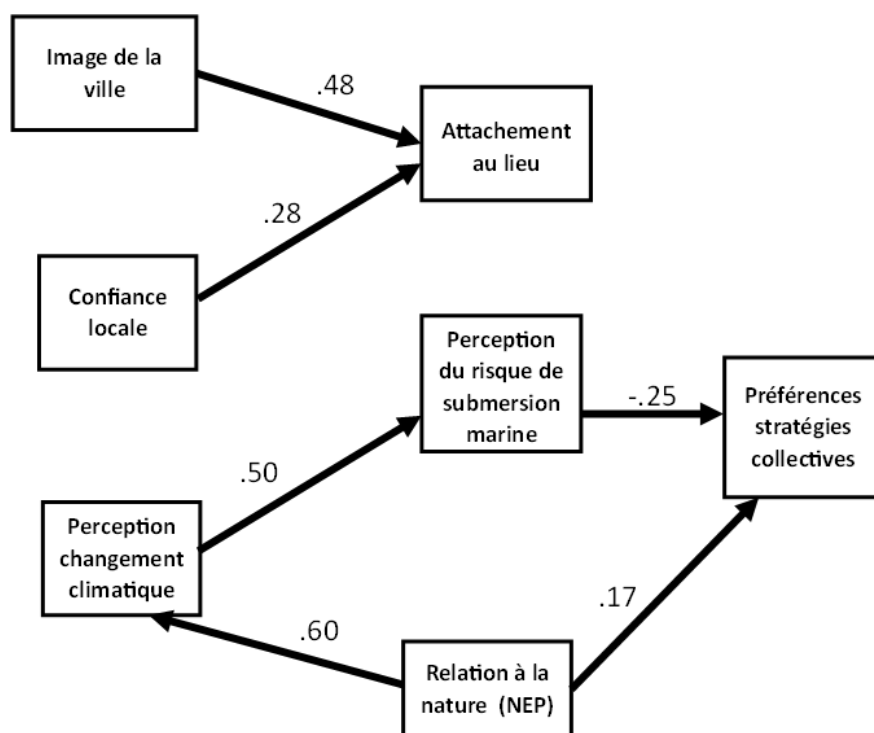 Image de la
ville
.48
Attachement
au lieu
.28
Confiance
locale
Perception
du risque de
submersion
marine
-.25
Préférences
stratégies
collectives
.50
Perception
changement
climatique
.60
.17
Relation à la
nature (NEP)